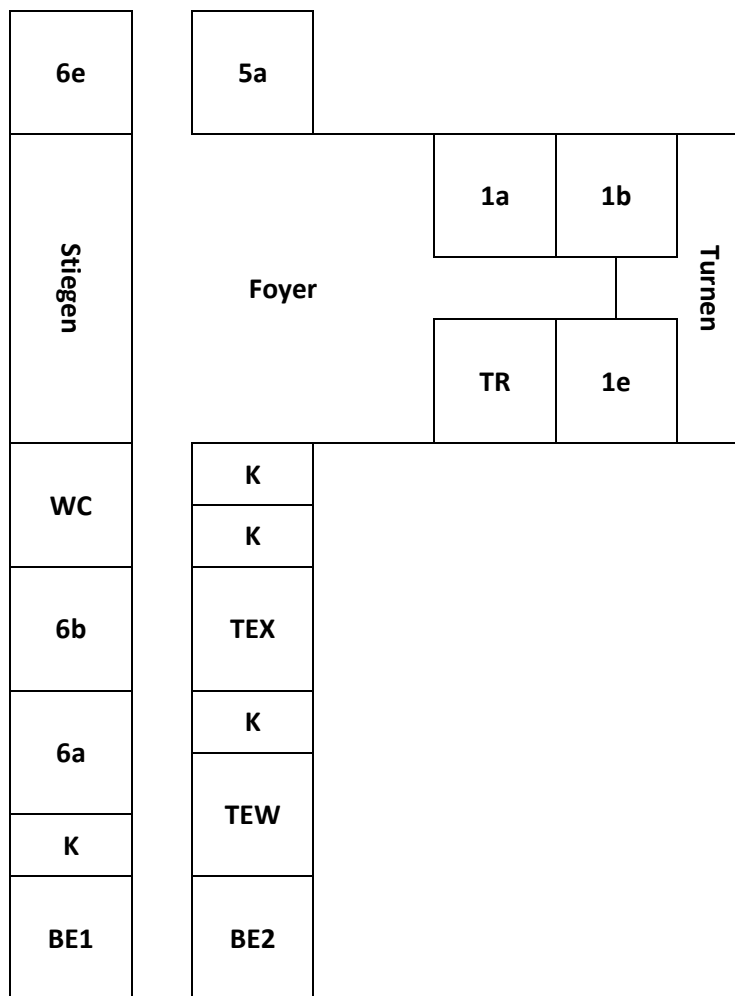 6e
5a
1a
1b
Stiegen
Foyer
Turnen
TR
1e
K
WC
K
6b
TEX
K
6a
TEW
K
BE1
BE2